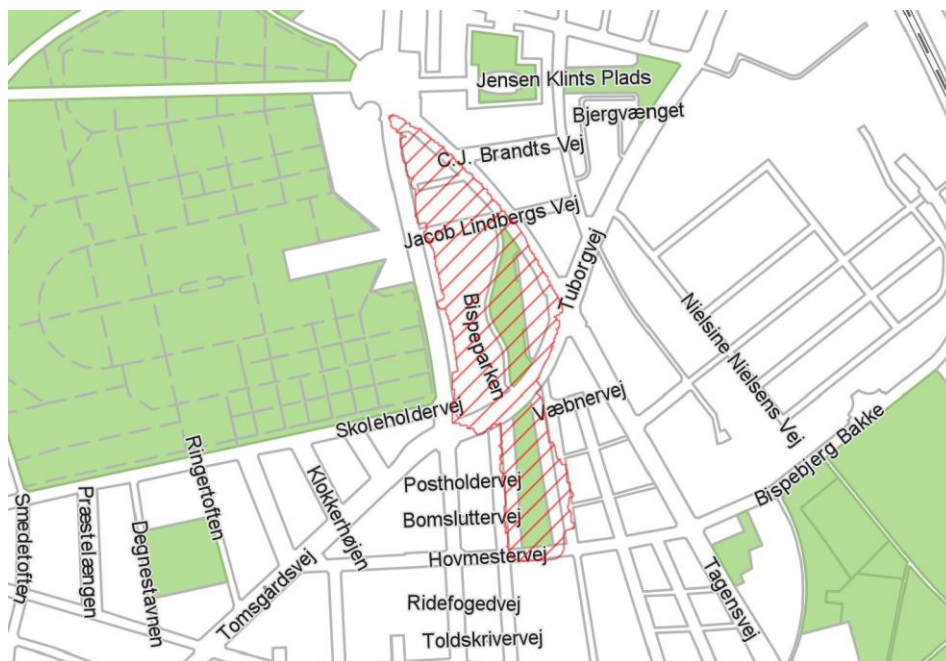 Jensen Klints Plads
Bjergvænget
C.J. Brandts Vej
Jacob Lindbergs Vej
Tuborgvej
Bispeparken
Nielsine Nielsens Vej
Væbnervej
Skoleholdervej
Bispebjerg Bakke
Ringertoften
Klokkerhøjen
Postholdervej
Smedetoften
Præstelængen
Degnestavnen
Bomsluttervej
Hovmestervej
Tomsgårdsvej
Tagensvej
Ridefogedvej
Toldskrivervej